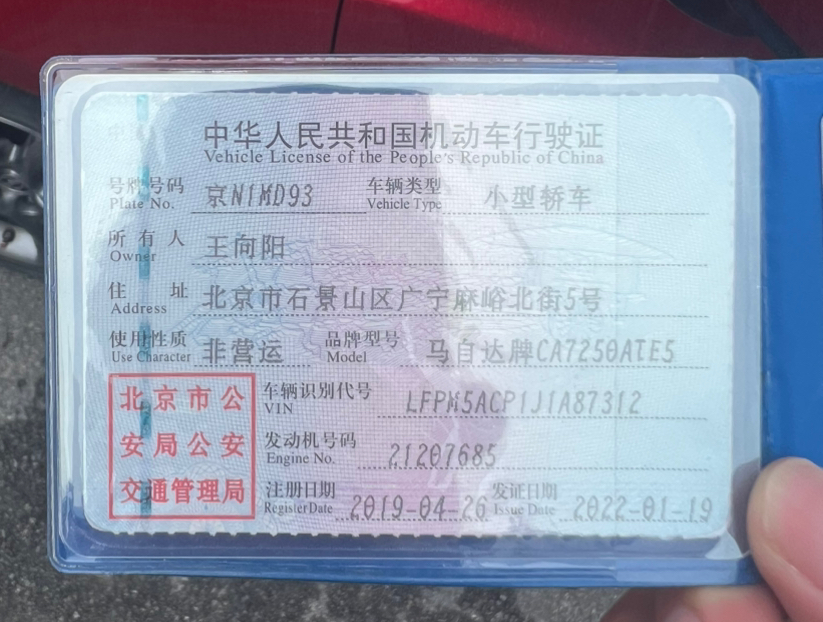 中华人民共和国机动车行驶证
Vehicle License of the People's Republic of China
号牌号码 京N1MD93 车辆类型 小型轿车
Plate No. Vehicle Type
所有人 王向阳
Owner
住址 北京市石景山区广宁麻峪北街5号
Address
使用性质 非营运 品牌型号 马自达牌CA7250ATE5
Use Character Model
车辆识别代号 LFPM5ACP1J1A87312
VIN
发动机号码 21207685
Engine No.
注册日期 2019-04-26 发证日期 2022-01-19
Register Date Issue Date
北京市公
安局公安
交通管理局